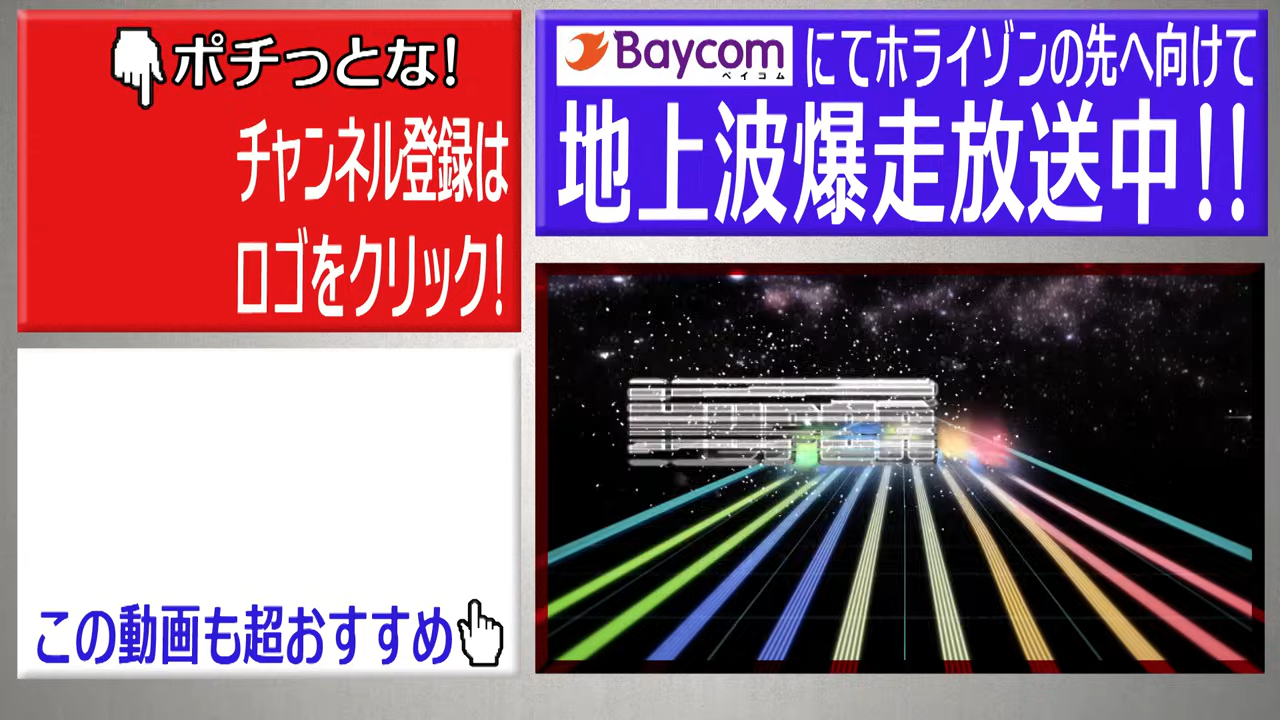 ポチっとな!
チャンネル登録は
ロゴをクリック!
Baycom
ベイコム
にてホライゾンの先へ向けて
地上波爆走放送中!!
この動画も超おすすめ